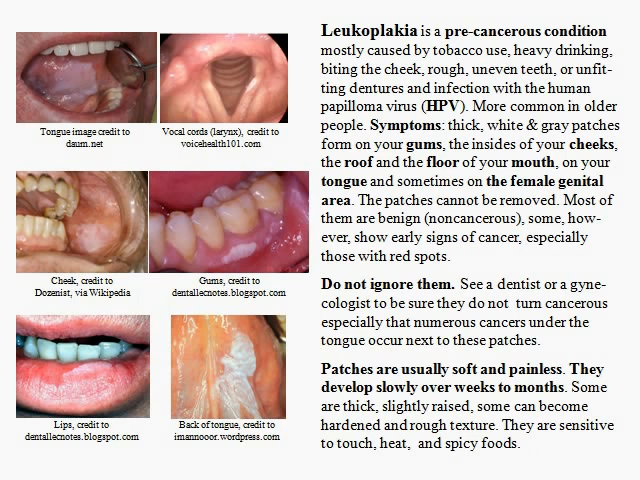 Tongue image credit to
daum.net
Vocal cords (larynx), credit to
voicehealth101.com
Cheek, credit to
Dozenist, via Wikipedia
Gums, credit to
dentallecnotes.blogspot.com
Lips, credit to
dentallecnotes.blogspot.com
Back of tongue, credit to
imannooor.wordpress.com
Leukoplakia is a pre-cancerous condition
mostly caused by tobacco use, heavy drinking,
biting the cheek, rough, uneven teeth, or unfit-
ting dentures and infection with the human
papilloma virus (HPV). More common in older
people. Symptoms: thick, white & gray patches
form on your gums, the insides of your cheeks,
the roof and the floor of your mouth, on your
tongue and sometimes on the female genital
area. The patches cannot be removed. Most of
them are benign (noncancerous), some, how-
ever, show early signs of cancer, especially
those with red spots.
Do not ignore them. See a dentist or a gyne-
cologist to be sure they do not turn cancerous
especially that numerous cancers under the
tongue occur next to these patches.
Patches are usually soft and painless. They
develop slowly over weeks to months. Some
are thick, slightly raised, some can become
hardened and rough texture. They are sensitive
to touch, heat, and spicy foods.